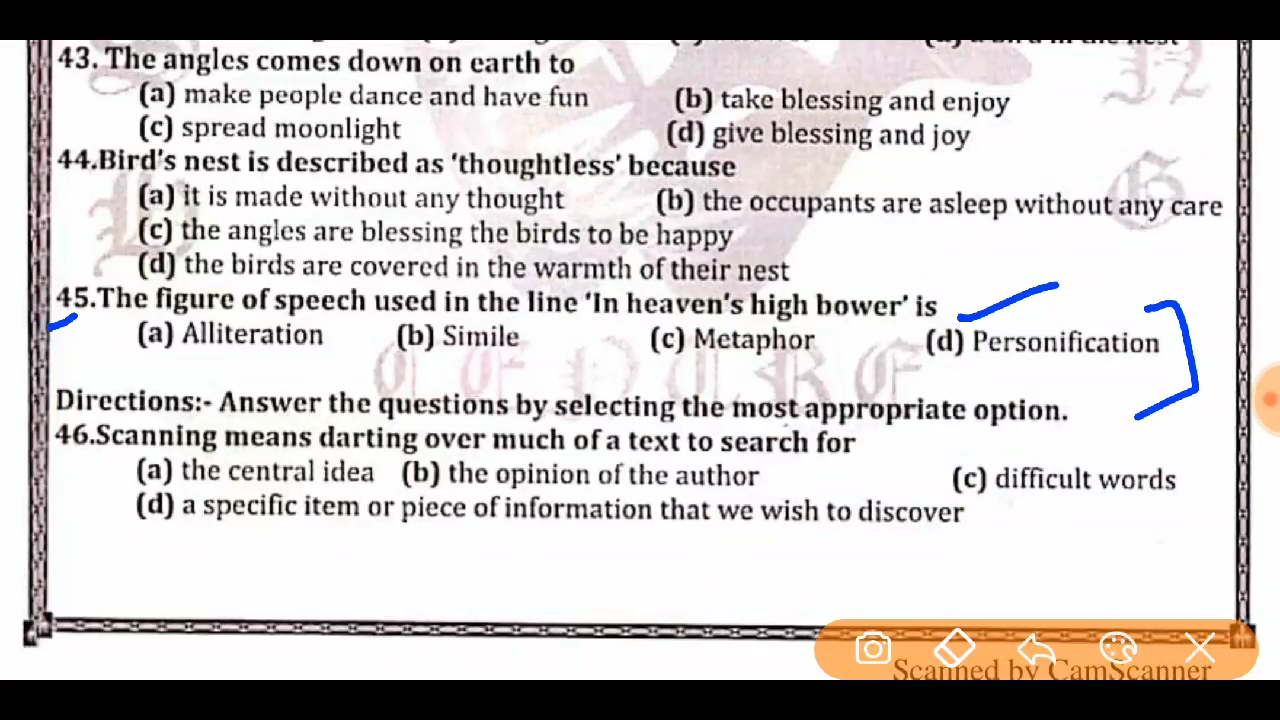 43. The angles comes down on earth to
(a) make people dance and have fun (b) take blessing and enjoy
(c) spread moonlight (d) give blessing and joy
44.Bird's nest is described as 'thoughtless' because
(a) it is made without any thought (b) the occupants are asleep without any care
(c) the angles are blessing the birds to be happy
(d) the birds are covered in the warmth of their nest
45.The figure of speech used in the line 'In heaven's high bower' is
(a) Alliteration (b) Simile (c) Metaphor (d) Personification
Directions:- Answer the questions by selecting the most appropriate option.
46.Scanning means darting over much of a text to search for
(a) the central idea (b) the opinion of the author (c) difficult words
(d) a specific item or piece of information that we wish to discover
Scanned by CamScanner